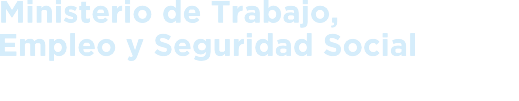 Ministerio de Trabajo,
Empleo y Seguridad Social